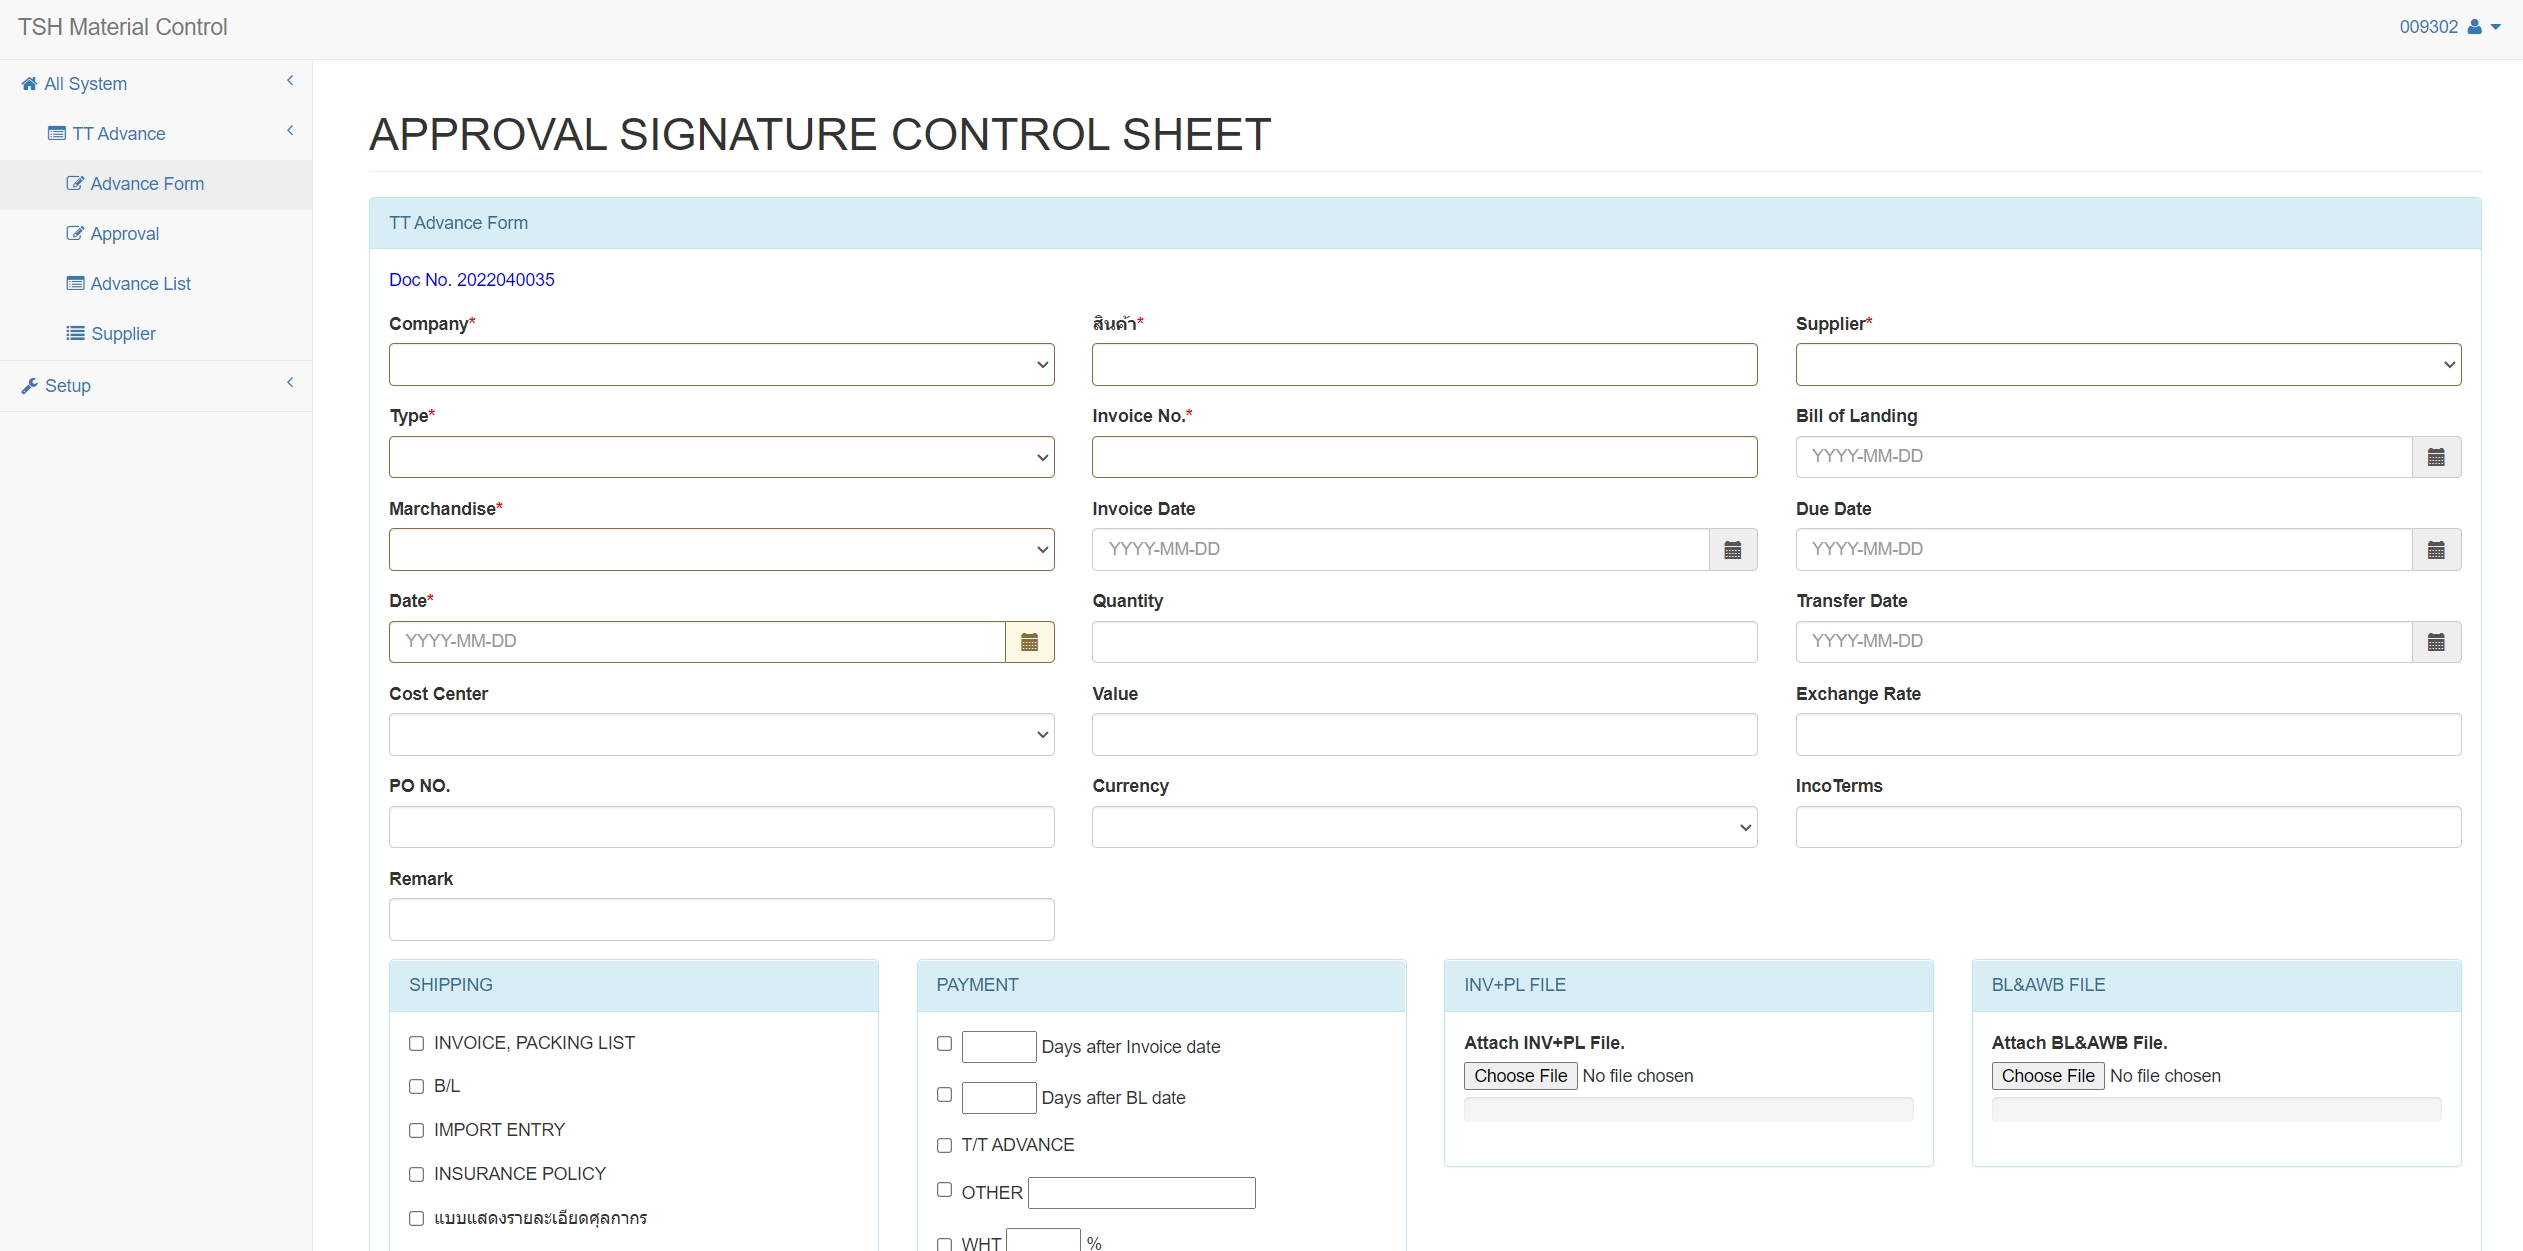 TSH Material Control
009302
All System
TT Advance
Advance Form
Approval
Advance List
Supplier
Setup
APPROVAL SIGNATURE CONTROL SHEET
TT Advance Form
Doc No. 2022040035
Company*
สินค้า*
Supplier*
Type*
Invoice No.*
Bill of Landing
YYYY-MM-DD
Marchandise*
Invoice Date
YYYY-MM-DD
Due Date
YYYY-MM-DD
Date*
YYYY-MM-DD
Quantity
Transfer Date
YYYY-MM-DD
Cost Center
Value
Exchange Rate
PO NO.
Currency
IncoTerms
Remark
SHIPPING
INVOICE, PACKING LIST
B/L
IMPORT ENTRY
INSURANCE POLICY
แบบแสดงรายละเอียดศุลกากร
PAYMENT
Days after Invoice date
Days after BL date
T/T ADVANCE
OTHER
WHT %
INV+PL FILE
Attach INV+PL File.
Choose File No file chosen
BL&AWB FILE
Attach BL&AWB File.
Choose File No file chosen